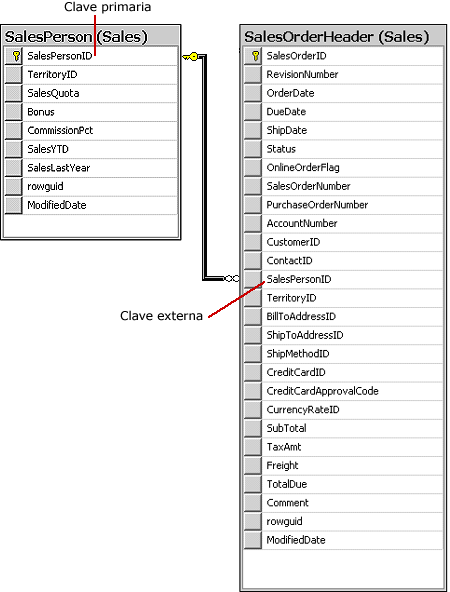 Clave primaria
SalesPerson (Sales)
SalesPersonID
TerritoryID
SalesQuota
Bonus
CommissionPct
SalesYTD
SalesLastYear
rowguid
ModifiedDate
SalesOrderHeader (Sales)
SalesOrderID
RevisionNumber
OrderDate
DueDate
ShipDate
Status
OnlineOrderFlag
SalesOrderNumber
PurchaseOrderNumber
AccountNumber
CustomerID
ContactID
SalesPersonID
TerritoryID
BillToAddressID
ShipToAddressID
ShipMethodID
CreditCardID
CreditCardApprovalCode
CurrencyRateID
SubTotal
TaxAmt
Freight
TotalDue
Comment
rowguid
ModifiedDate
Clave externa